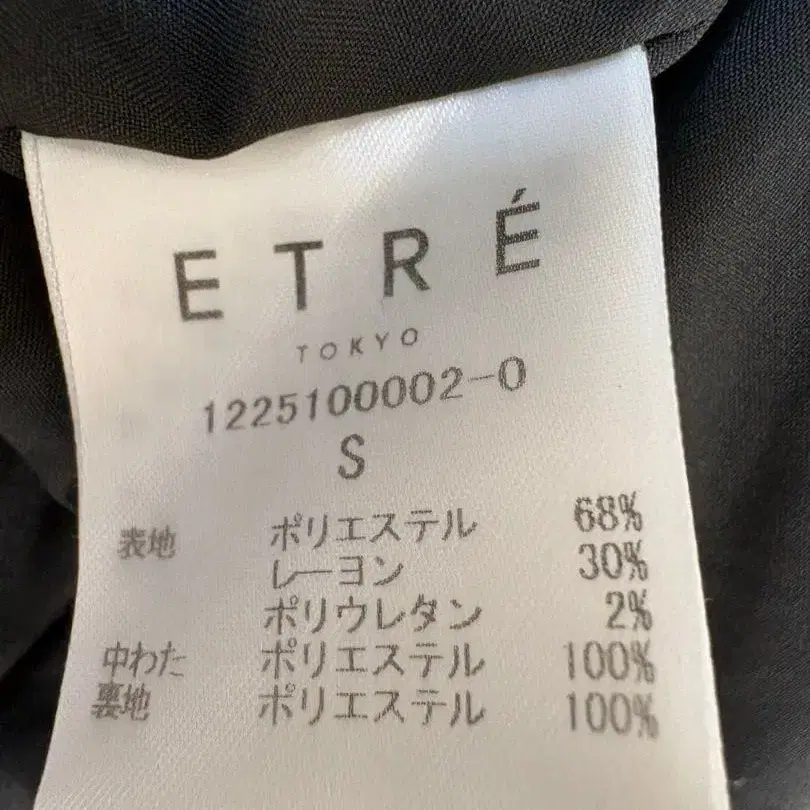 ETRÉ
TOKYO
1225100002-0
S
表地 ポリエステル 68%
レーヨン 30%
ポリウレタン 2%
中わた ポリエステル 100%
裏地 ポリエステル 100%